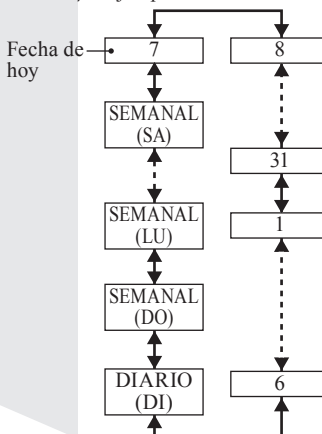 Fecha de
hoy
7
8
SEMANAL
(SA)
31
SEMANAL
(LU)
1
SEMANAL
(DO)
DIARIO
(DI)
6